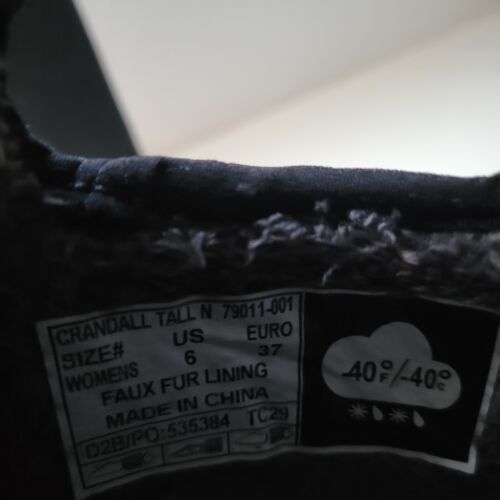 CRANDALL TALL N 79011-001
SIZE# US EURO
WOMENS 6 37
FAUX FUR LINING
MADE IN CHINA
D2B/PO:535384 TC29
-40°F/-40°C